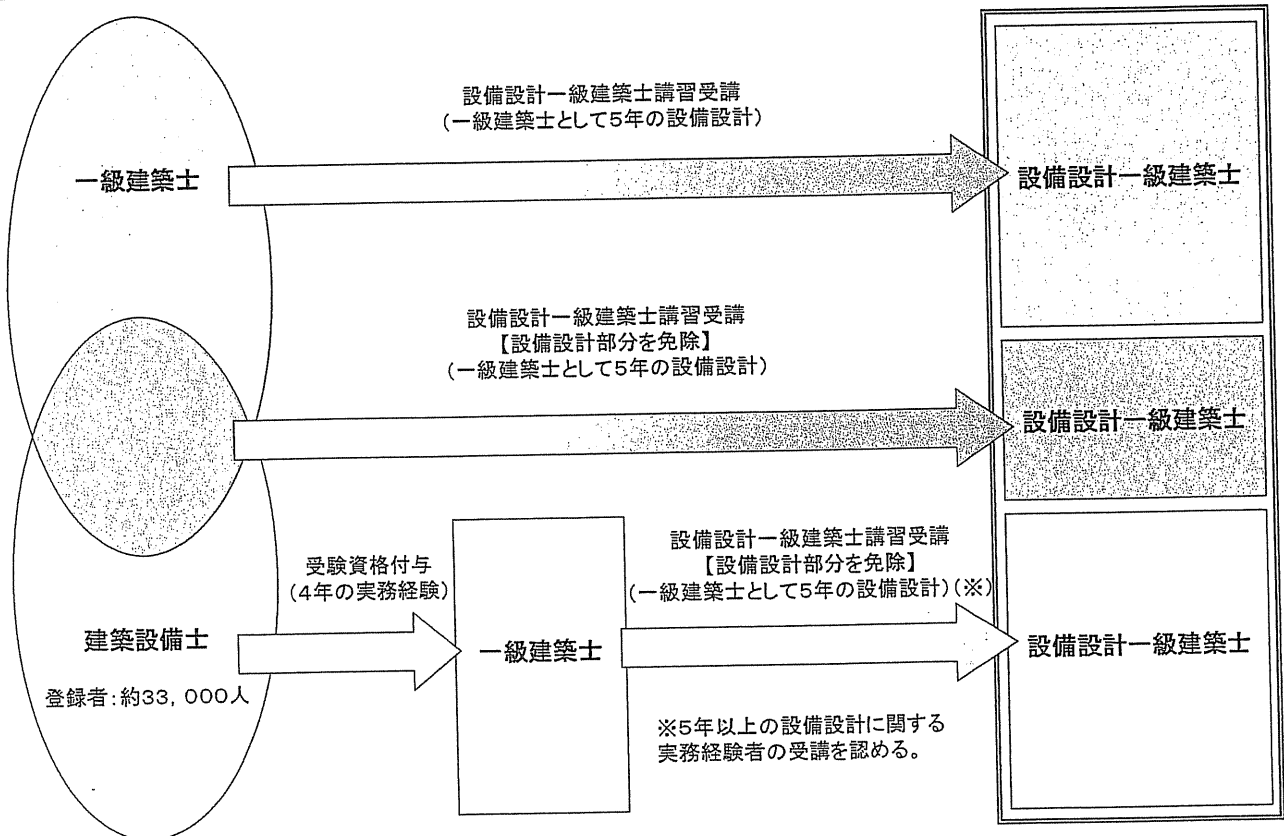 設備設計一級建築士講習受講
(一級建築士として5年の設備設計)
一級建築士
設備設計一級建築士
設備設計一級建築士講習受講
【設備設計部分を免除】
(一級建築士として5年の設備設計)
設備設計一級建築士
受験資格付与
(4年の実務経験)
設備設計一級建築士講習受講
【設備設計部分を免除】
(一級建築士として5年の設備設計)(※)
建築設備士
一級建築士
設備設計一級建築士
登録者:約33,000人
※5年以上の設備設計に関する
実務経験者の受講を認める。